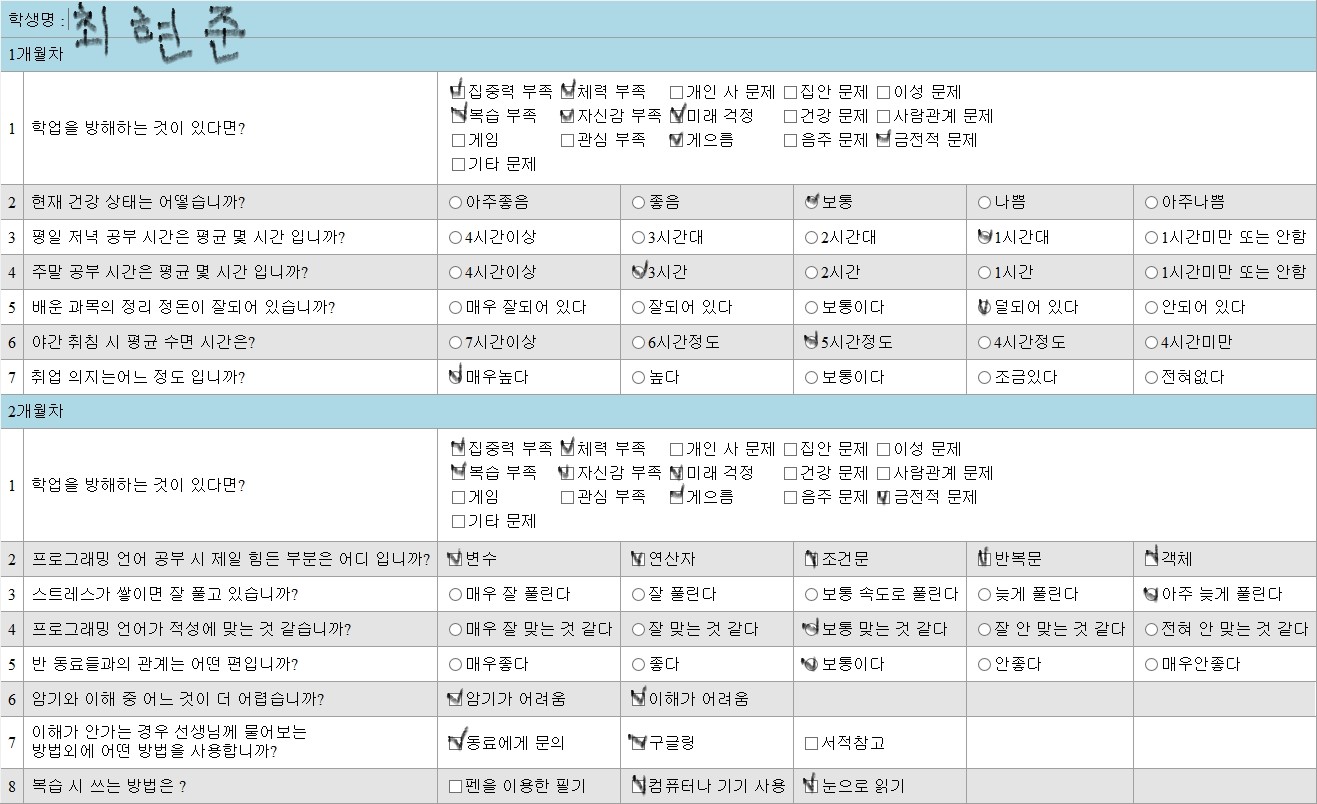 학생명 : 최현준
1개월차
1 학업을 방해하는 것이 있다면? 집중력 부족 체력 부족 개인 사 문제 집안 문제 이성 문제
복습 부족 자신감 부족 미래 걱정 건강 문제 사람관계 문제
게임 관심 부족 게으름 음주 문제 금전적 문제
기타 문제
2 현재 건강 상태는 어떻습니까? 아주좋음 좋음 보통 나쁨 아주나쁨
3 평일 저녁 공부 시간은 평균 몇 시간 입니까? 4시간이상 3시간대 2시간대 1시간대 1시간미만 또는 안함
4 주말 공부 시간은 평균 몇 시간 입니까? 4시간이상 3시간 2시간 1시간 1시간미만 또는 안함
5 배운 과목의 정리 정돈이 잘되어 있습니까? 매우 잘되어 있다 잘되어 있다 보통이다 덜되어 있다 안되어 있다
6 야간 취침 시 평균 수면 시간은? 7시간이상 6시간정도 5시간정도 4시간정도 4시간미만
7 취업 의지는어느 정도 입니까? 매우높다 높다 보통이다 조금있다 전혀없다
2개월차
1 학업을 방해하는 것이 있다면? 집중력 부족 체력 부족 개인 사 문제 집안 문제 이성 문제
복습 부족 자신감 부족 미래 걱정 건강 문제 사람관계 문제
게임 관심 부족 게으름 음주 문제 금전적 문제
기타 문제
2 프로그래밍 언어 공부 시 제일 힘든 부분은 어디 입니까? 변수 연산자 조건문 반복문 객체
3 스트레스가 쌓이면 잘 풀고 있습니까? 매우 잘 풀린다 잘 풀린다 보통 속도로 풀린다 늦게 풀린다 아주 늦게 풀린다
4 프로그래밍 언어가 적성에 맞는 것 같습니까? 매우 잘 맞는 것 같다 잘 맞는 것 같다 보통 맞는 것 같다 잘 안 맞는 것 같다 전혀 안 맞는 것 같다
5 반 동료들과의 관계는 어떤 편입니까? 매우좋다 좋다 보통이다 안좋다 매우안좋다
6 암기와 이해 중 어느 것이 더 어렵습니까? 암기가 어려움 이해가 어려움
7 이해가 안가는 경우 선생님께 물어보는
방법외에 어떤 방법을 사용합니까? 동료에게 문의 구글링 서적참고
8 복습 시 쓰는 방법은 ? 펜을 이용한 필기 컴퓨터나 기기 사용 눈으로 읽기